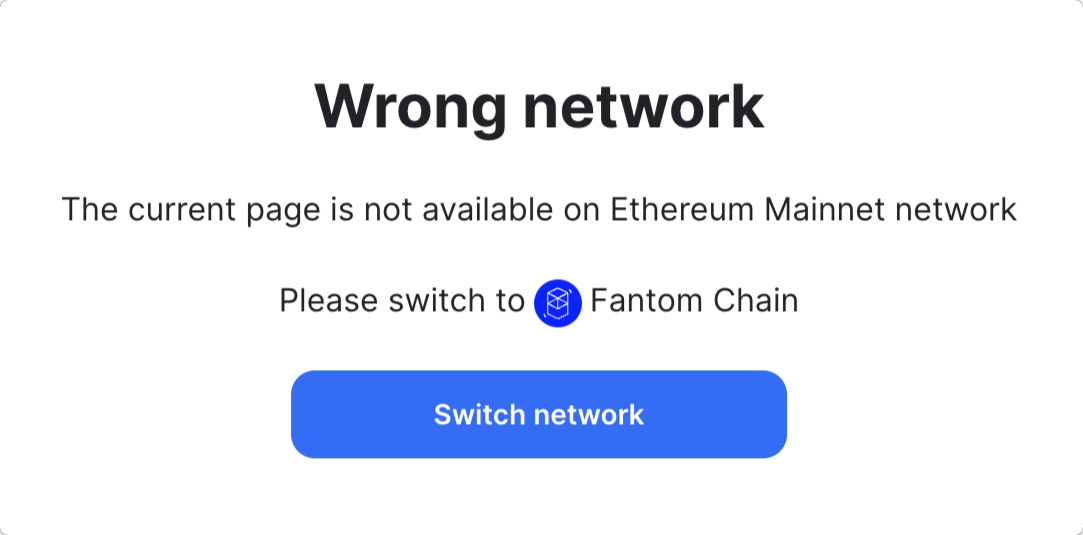 Wrong network
The current page is not available on Ethereum Mainnet network
Please switch to Fantom Chain
Switch network